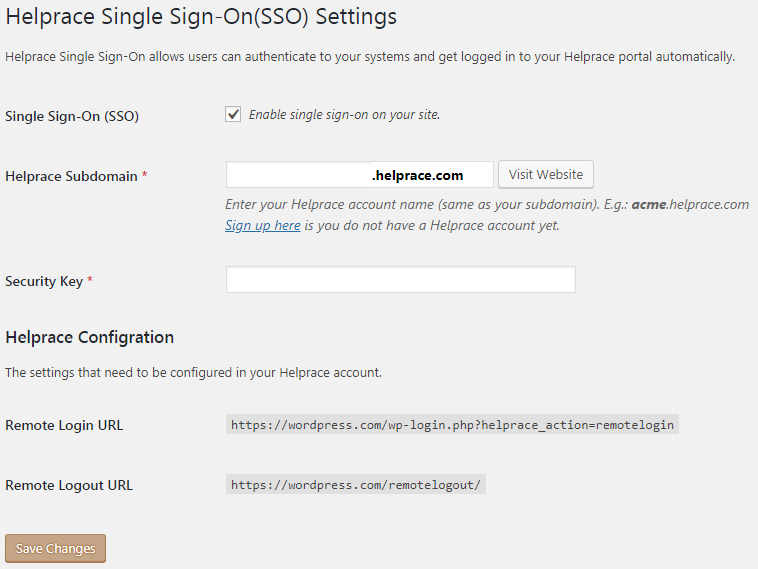 Helprace Single Sign-On(SSO) Settings
Helprace Single Sign-On allows users can authenticate to your systems and get logged in to your Helprace portal automatically.
Single Sign-On (SSO)
Enable single sign-on on your site.
Helprace Subdomain *
.helprace.com
Visit Website
Enter your Helprace account name (same as your subdomain). E.g.: acme.helprace.com
Sign up here is you do not have a Helprace account yet.
Security Key *
Helprace Configration
The settings that need to be configured in your Helprace account.
Remote Login URL
https://wordpress.com/wp-login.php?helprace_action=remotelogin
Remote Logout URL
https://wordpress.com/remotelogout/
Save Changes